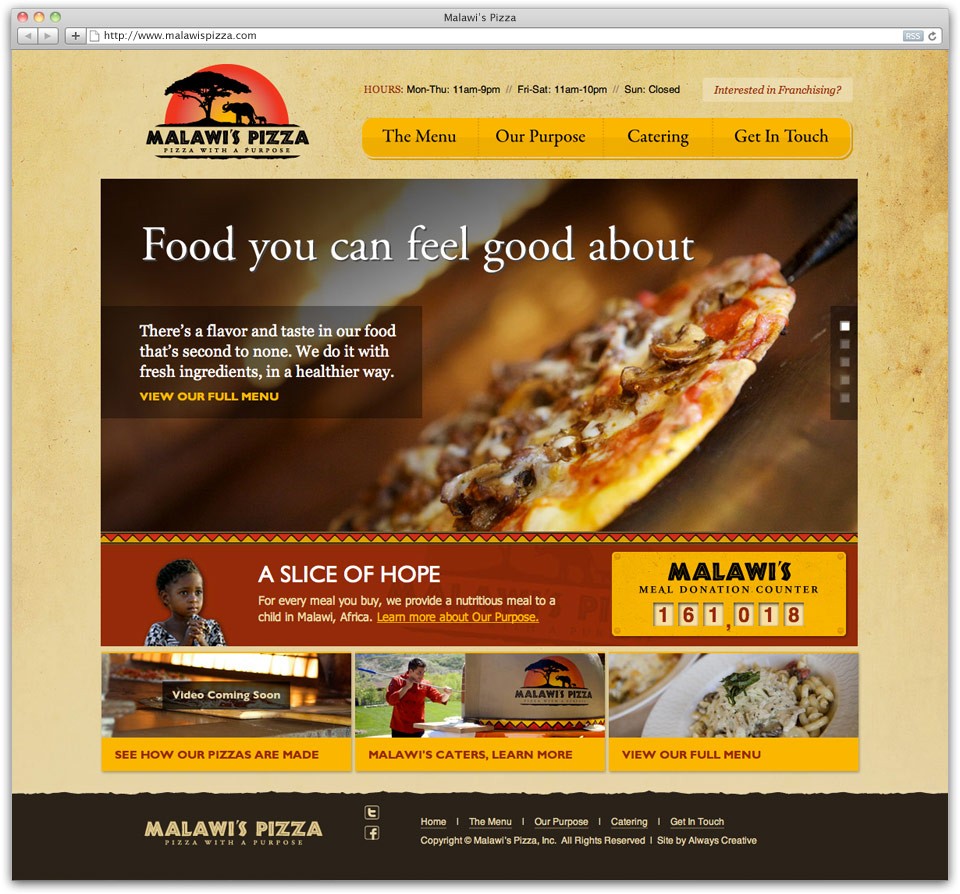 Malawi's Pizza
http://www.malawispizza.com
RSS
MALAWI'S PIZZA
PIZZA WITH A PURPOSE
HOURS: Mon-Thu: 11am-9pm // Fri-Sat: 11am-10pm // Sun: Closed
Interested in Franchising?
The Menu
Our Purpose
Catering
Get In Touch
Food you can feel good about
There's a flavor and taste in our food
that's second to none. We do it with
fresh ingredients, in a healthier way.
VIEW OUR FULL MENU
A SLICE OF HOPE
For every meal you buy, we provide a nutritious meal to a
child in Malawi, Africa. Learn more about Our Purpose.
MALAWI'S
MEAL DONATION COUNTER
161,018
Video Coming Soon
MALAWI'S PIZZA
SEE HOW OUR PIZZAS ARE MADE
MALAWI'S CATERS, LEARN MORE
VIEW OUR FULL MENU
MALAWI'S PIZZA
PIZZA WITH A PURPOSE
Home | The Menu | Our Purpose | Catering | Get In Touch
Copyright © Malawi's Pizza, Inc. All Rights Reserved | Site by Always Creative